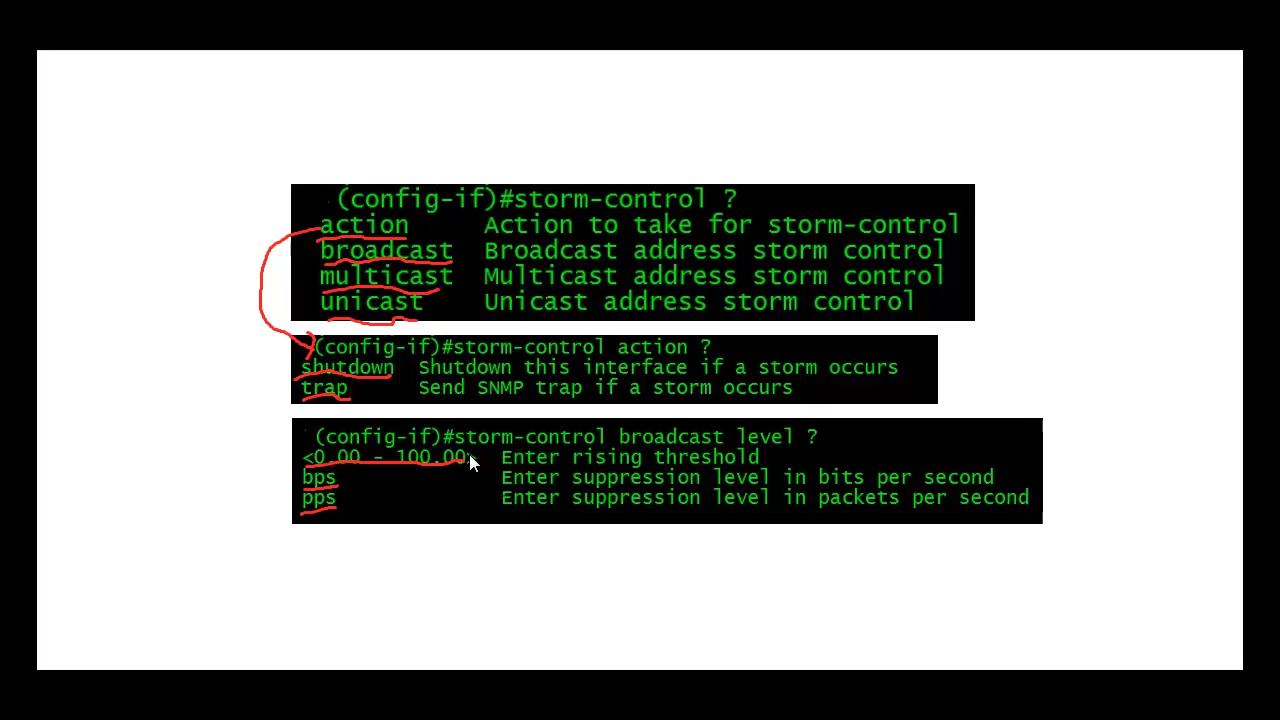 (config-if)#storm-control ?
action Action to take for storm-control
broadcast Broadcast address storm control
multicast Multicast address storm control
unicast Unicast address storm control
(config-if)#storm-control action ?
shutdown Shutdown this interface if a storm occurs
trap Send SNMP trap if a storm occurs
(config-if)#storm-control broadcast level ?
<0.00 - 100.00> Enter rising threshold
bps Enter suppression level in bits per second
pps Enter suppression level in packets per second